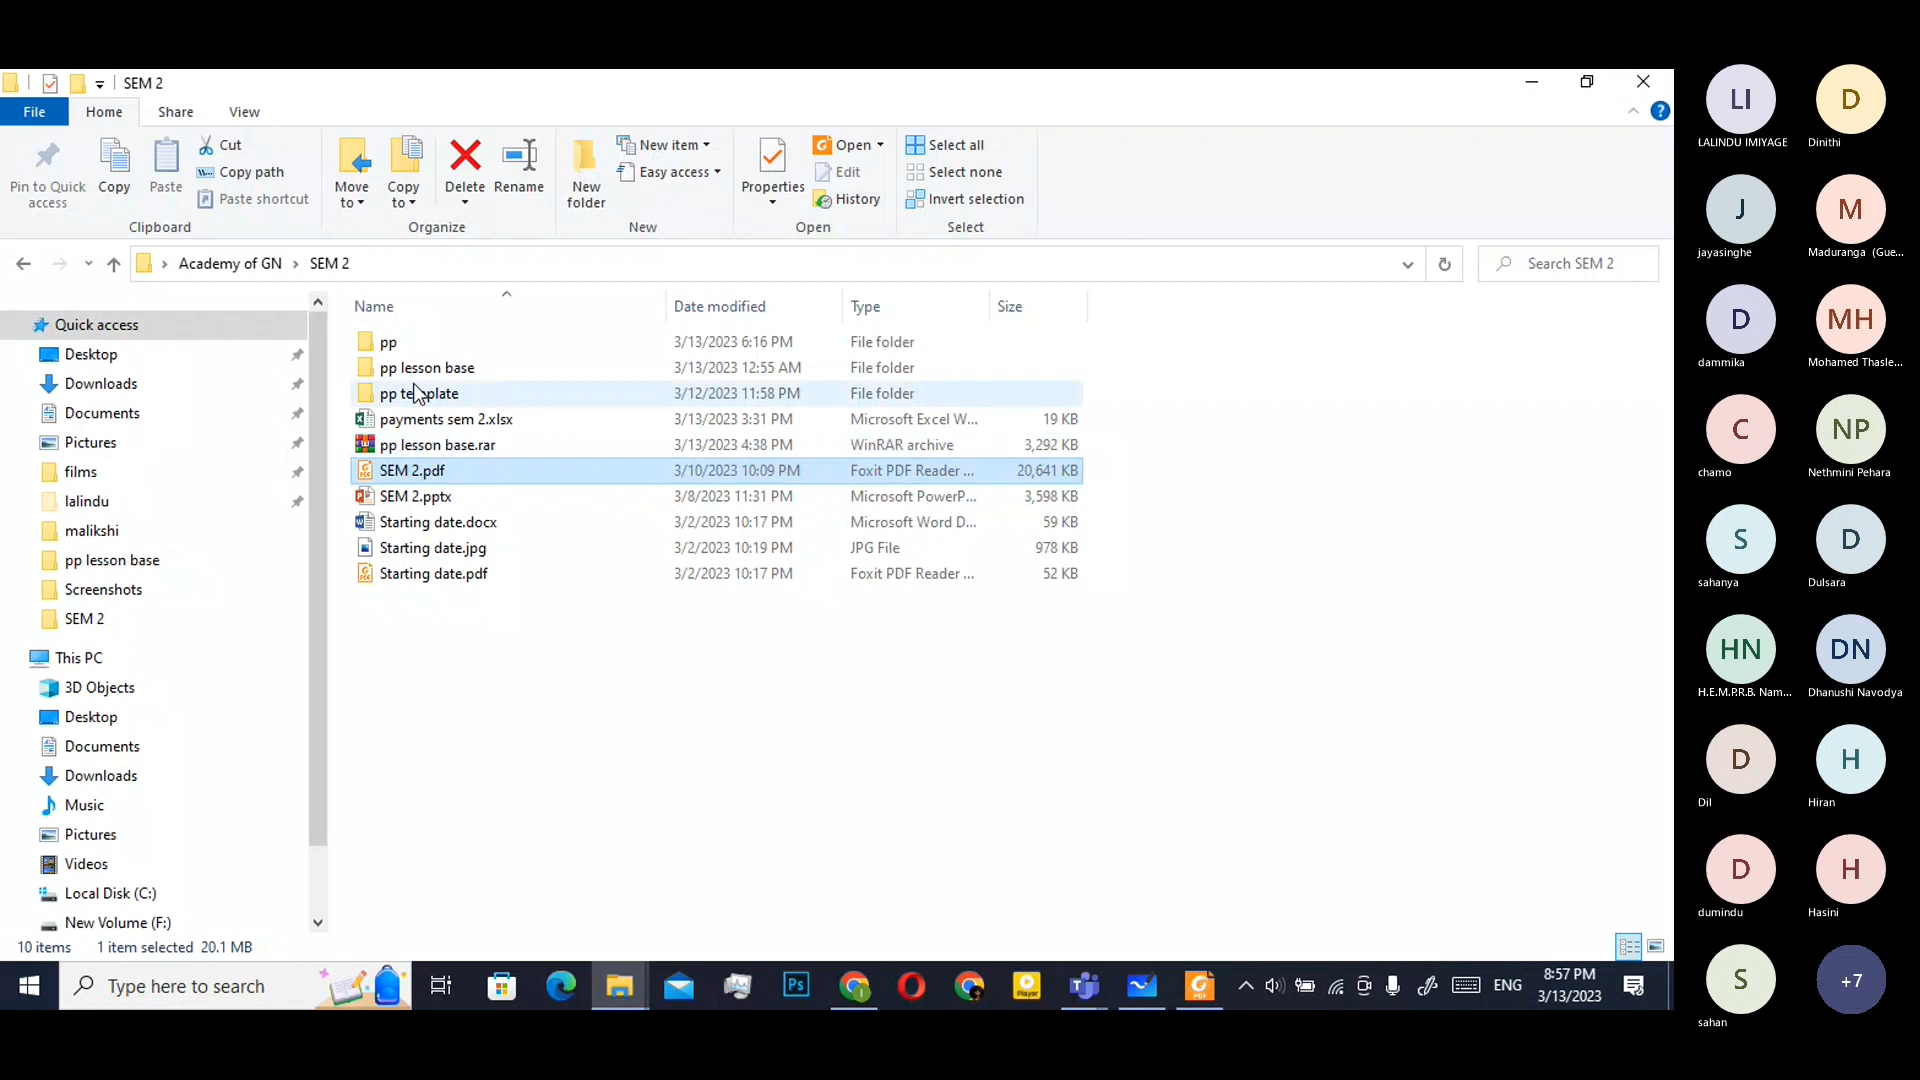 SEM 2
File
Home
Share
View
Pin to Quick
access
Copy
Paste
Cut
Copy path
Paste shortcut
Clipboard
Move
to
Copy
to
Delete
Rename
Organize
New
folder
New item
Easy access
New
Properties
Open
Edit
History
Open
Select all
Select none
Invert selection
Select
Academy of GN > SEM 2
Search SEM 2
Quick access
Desktop
Downloads
Documents
Pictures
films
lalindu
malikshi
pp lesson base
Screenshots
SEM 2
This PC
3D Objects
Desktop
Documents
Downloads
Music
Pictures
Videos
Local Disk (C:)
New Volume (F:)
Name Date modified Type Size
pp 3/13/2023 6:16 PM File folder
pp lesson base 3/13/2023 12:55 AM File folder
pp template 3/12/2023 11:58 PM File folder
payments sem 2.xlsx 3/13/2023 3:31 PM Microsoft Excel W... 19 KB
pp lesson base.rar 3/13/2023 4:38 PM WinRAR archive 3,292 KB
SEM 2.pdf 3/10/2023 10:09 PM Foxit PDF Reader ... 20,641 KB
SEM 2.pptx 3/8/2023 11:31 PM Microsoft PowerP... 3,598 KB
Starting date.docx 3/2/2023 10:17 PM Microsoft Word D... 59 KB
Starting date.jpg 3/2/2023 10:19 PM JPG File 978 KB
Starting date.pdf 3/2/2023 10:17 PM Foxit PDF Reader ... 52 KB
10 items 1 item selected 20.1 MB
Type here to search
Ps
Player
ENG
8:57 PM
3/13/2023
LI
LALINDU IMIYAGE
D
Dinithi
J
jayasinghe
M
Maduranga (Gue...
D
dammika
MH
Mohamed Thasle...
C
chamo
NP
Nethmini Pehara
S
sahanya
D
Dulsara
HN
H.E.M.P.R.B. Nam...
DN
Dhanushi Navodya
D
Dil
H
Hiran
D
dumindu
H
Hasini
S
sahan
+7